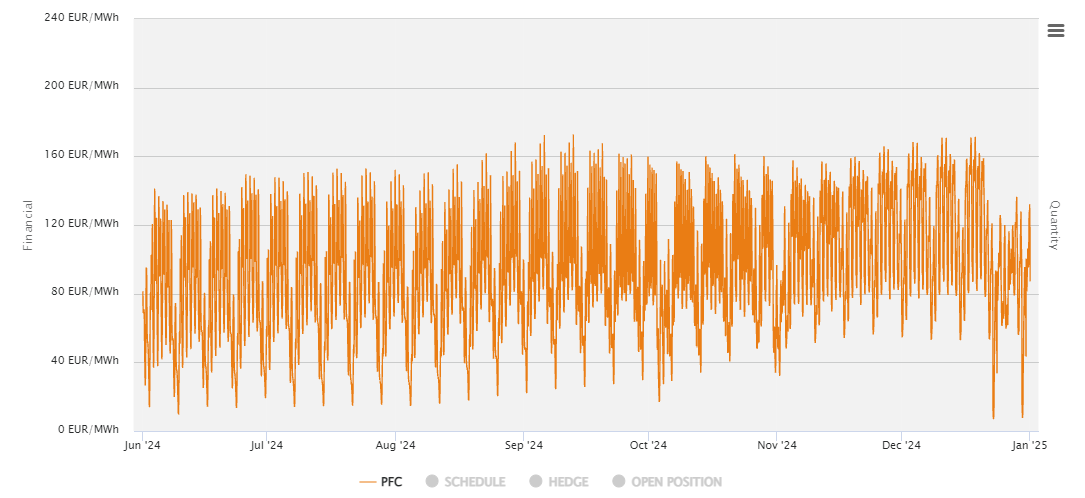 240 EUR/MWh
200 EUR/MWh
160 EUR/MWh
120 EUR/MWh
80 EUR/MWh
40 EUR/MWh
0 EUR/MWh
Financial
Quantity
Jun '24 Jul '24 Aug '24 Sep '24 Oct '24 Nov '24 Dec '24 Jan '25
PFC SCHEDULE HEDGE OPEN POSITION